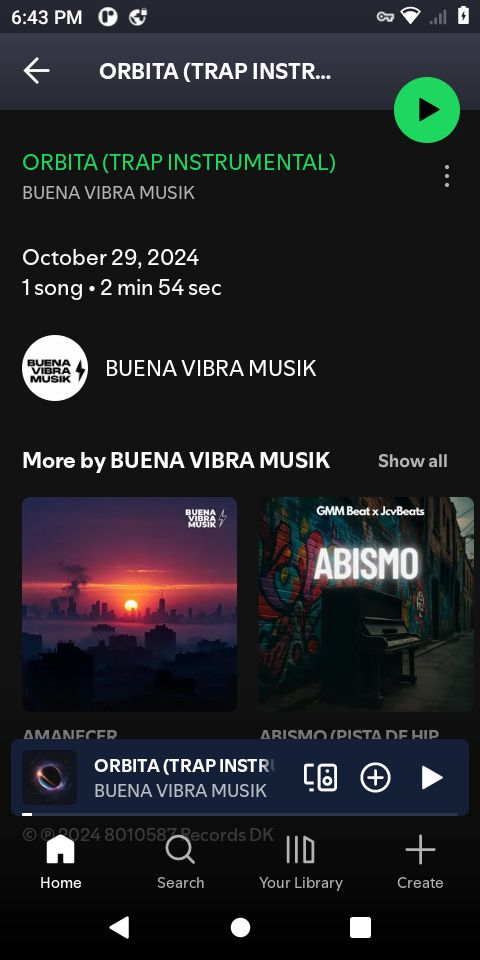 6:43 PM
ORBITA (TRAP INSTR...
ORBITA (TRAP INSTRUMENTAL)
BUENA VIBRA MUSIK
October 29, 2024
1 song • 2 min 54 sec
BUENA
VIBRA
MUSIK
BUENA VIBRA MUSIK
More by BUENA VIBRA MUSIK
Show all
BUENA
VIBRA
MUSIK
GMM Beat x JcvBeats
ABISMO
AMANECER
ABISMO (PISTA DE HIP
ORBITA (TRAP INSTRU
BUENA VIBRA MUSIK
© ℗ 2024 8010587 Records DK
Home
Search
Your Library
Create